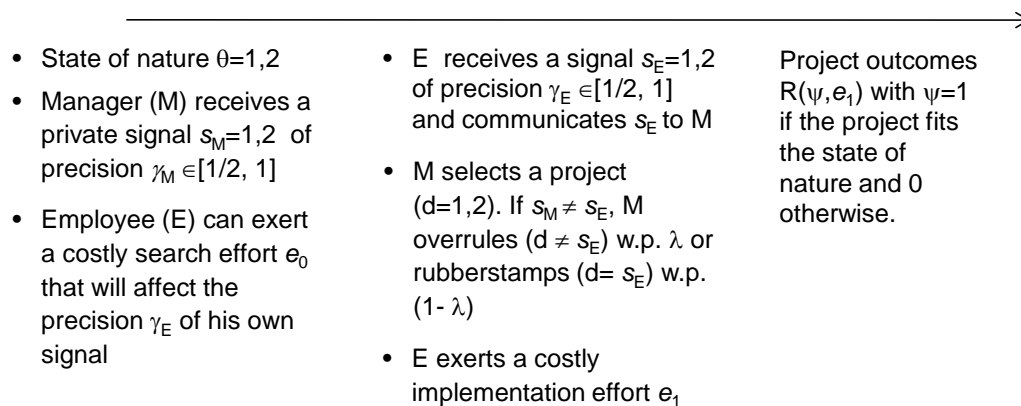 • State of nature θ=1,2
• Manager (M) receives a
private signal sM=1,2 of
precision γM ∈[1/2, 1]
• Employee (E) can exert
a costly search effort e0
that will affect the
precision γE of his own
signal
• E receives a signal sE=1,2
of precision γE ∈[1/2, 1]
and communicates sE to M
• M selects a project
(d=1,2). If sM ≠ sE, M
overrules (d ≠ sE) w.p. λ or
rubberstamps (d= sE) w.p.
(1- λ)
• E exerts a costly
implementation effort e1
Project outcomes
R(ψ,e1) with ψ=1
if the project fits
the state of
nature and 0
otherwise.